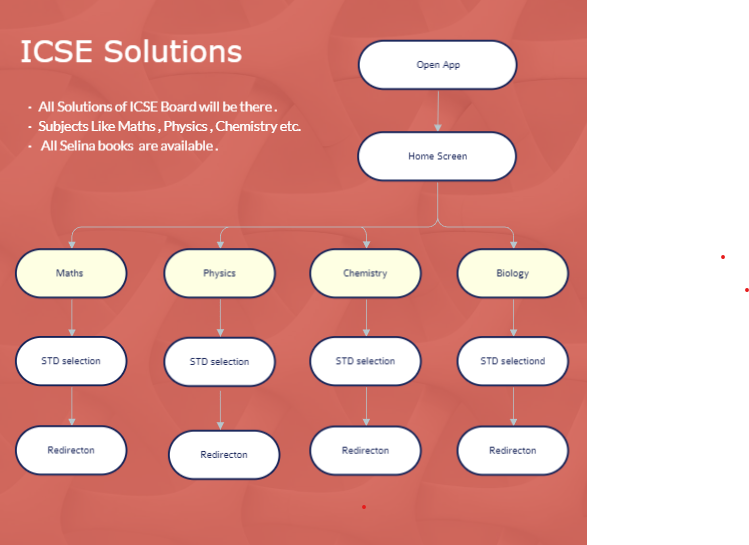 ICSE Solutions
Open App
· All Solutions of ICSE Board will be there .
· Subjects Like Maths , Physics , Chemistry etc.
· All Selina books are available .
Home Screen
Maths
Physics
Chemistry
Biology
STD selection
STD selection
STD selection
STD selectiond
Redirecton
Redirecton
Redirecton
Redirecton